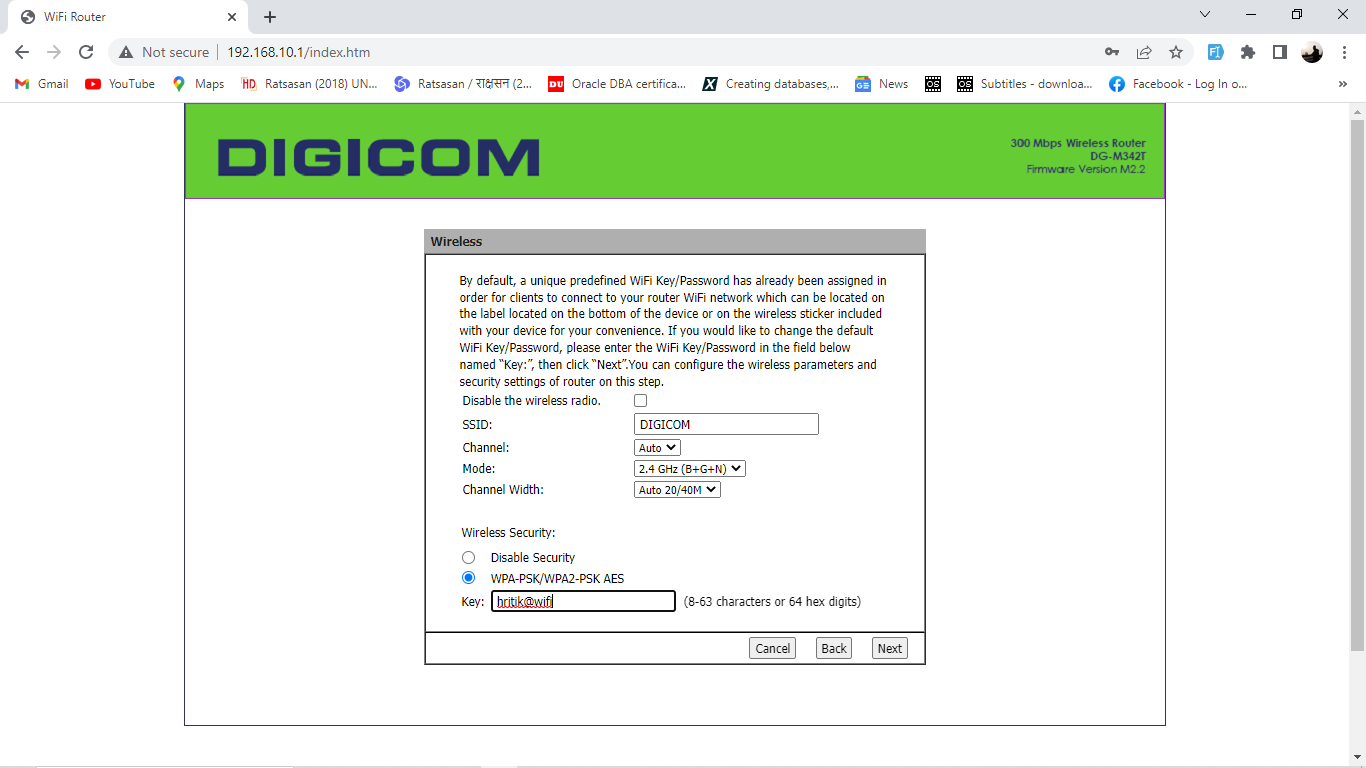 WiFi Router
Not secure
192.168.10.1/index.htm
Gmail
YouTube
Maps
HD
Ratsasan (2018) UN...
Ratsasan / राक्षसन (2...
DU
Oracle DBA certifica...
Creating databases,...
News
OS
OS
Subtitles - downloa...
Facebook - Log In o...
»
DIGICOM
300 Mbps Wireless Router
DG-M342T
Firmware Version M2.2
Wireless
By default, a unique predefined WiFi Key/Password has already been assigned in
order for clients to connect to your router WiFi network which can be located on
the label located on the bottom of the device or on the wireless sticker included
with your device for your convenience. If you would like to change the default
WiFi Key/Password, please enter the WiFi Key/Password in the field below
named “Key:”, then click “Next”.You can configure the wireless parameters and
security settings of router on this step.
Disable the wireless radio.
SSID: DIGICOM
Channel: Auto
Mode: 2.4 GHz (B+G+N)
Channel Width: Auto 20/40M
Wireless Security:
Disable Security
WPA-PSK/WPA2-PSK AES
Key: hritik@wifi (8-63 characters or 64 hex digits)
Cancel Back Next